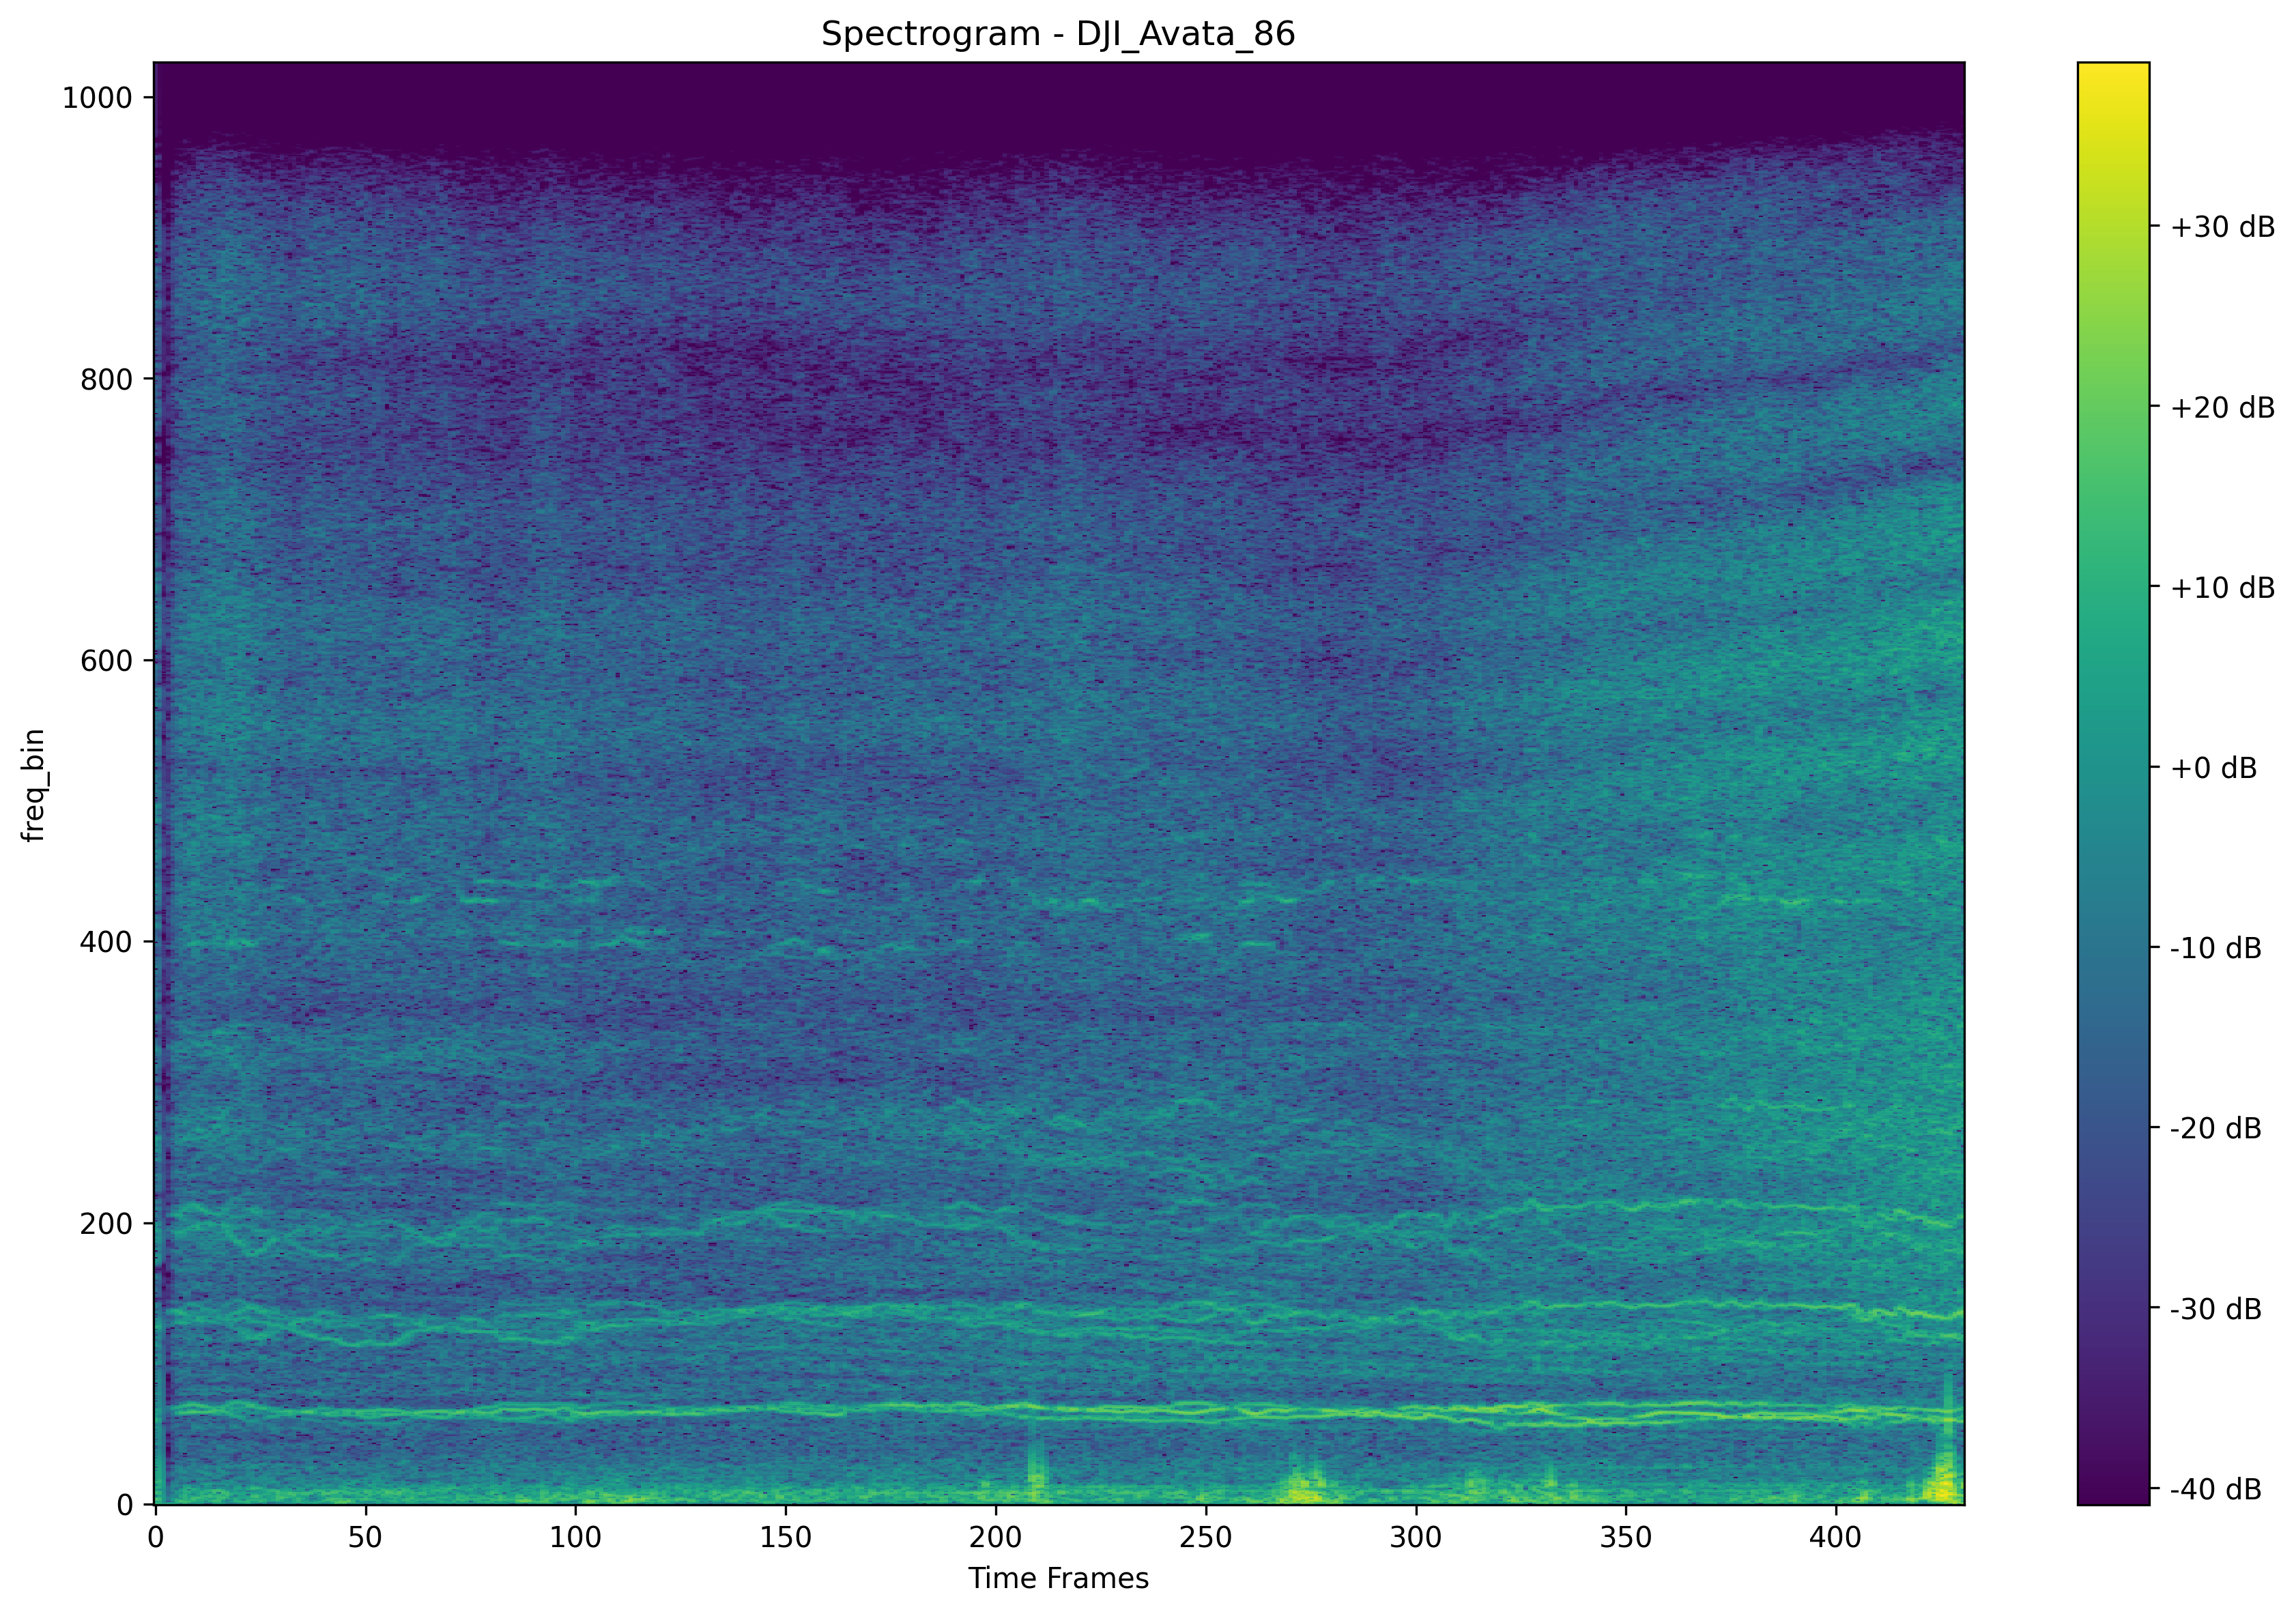 Spectrogram - DJI_Avata_86
1000
800
600
400
200
0
freq_bin
0 50 100 150 200 250 300 350 400
Time Frames
+30 dB
+20 dB
+10 dB
+0 dB
-10 dB
-20 dB
-30 dB
-40 dB